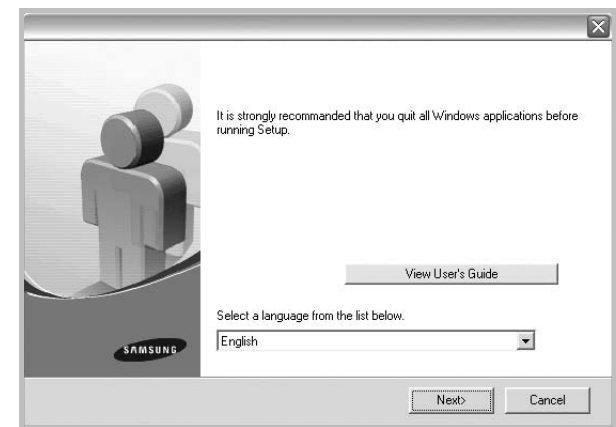 It is strongly recommanded that you quit all Windows applications before
running Setup.
View User's Guide
Select a language from the list below.
SAMSUNG
English
Next>
Cancel